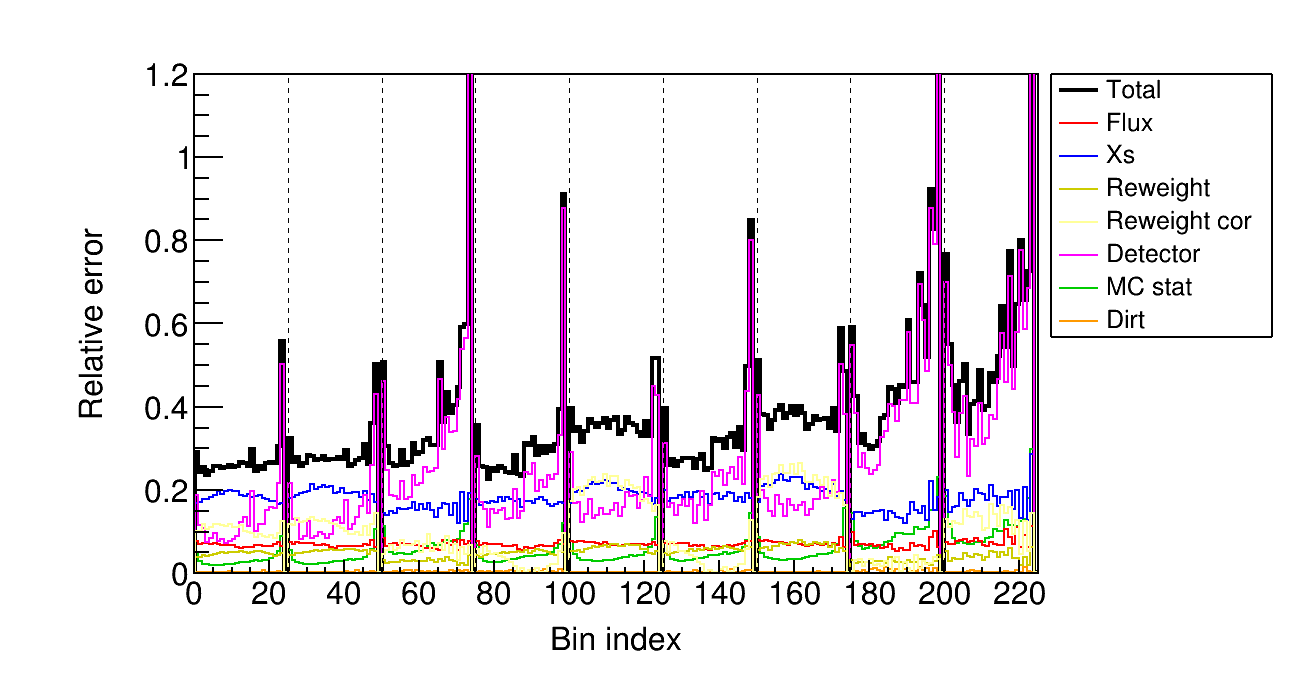 1.2
1
0.8
0.6
0.4
0.2
0
Relative error
0 20 40 60 80 100 120 140 160 180 200 220
Bin index
Total
Flux
Xs
Reweight
Reweight cor
Detector
MC stat
Dirt